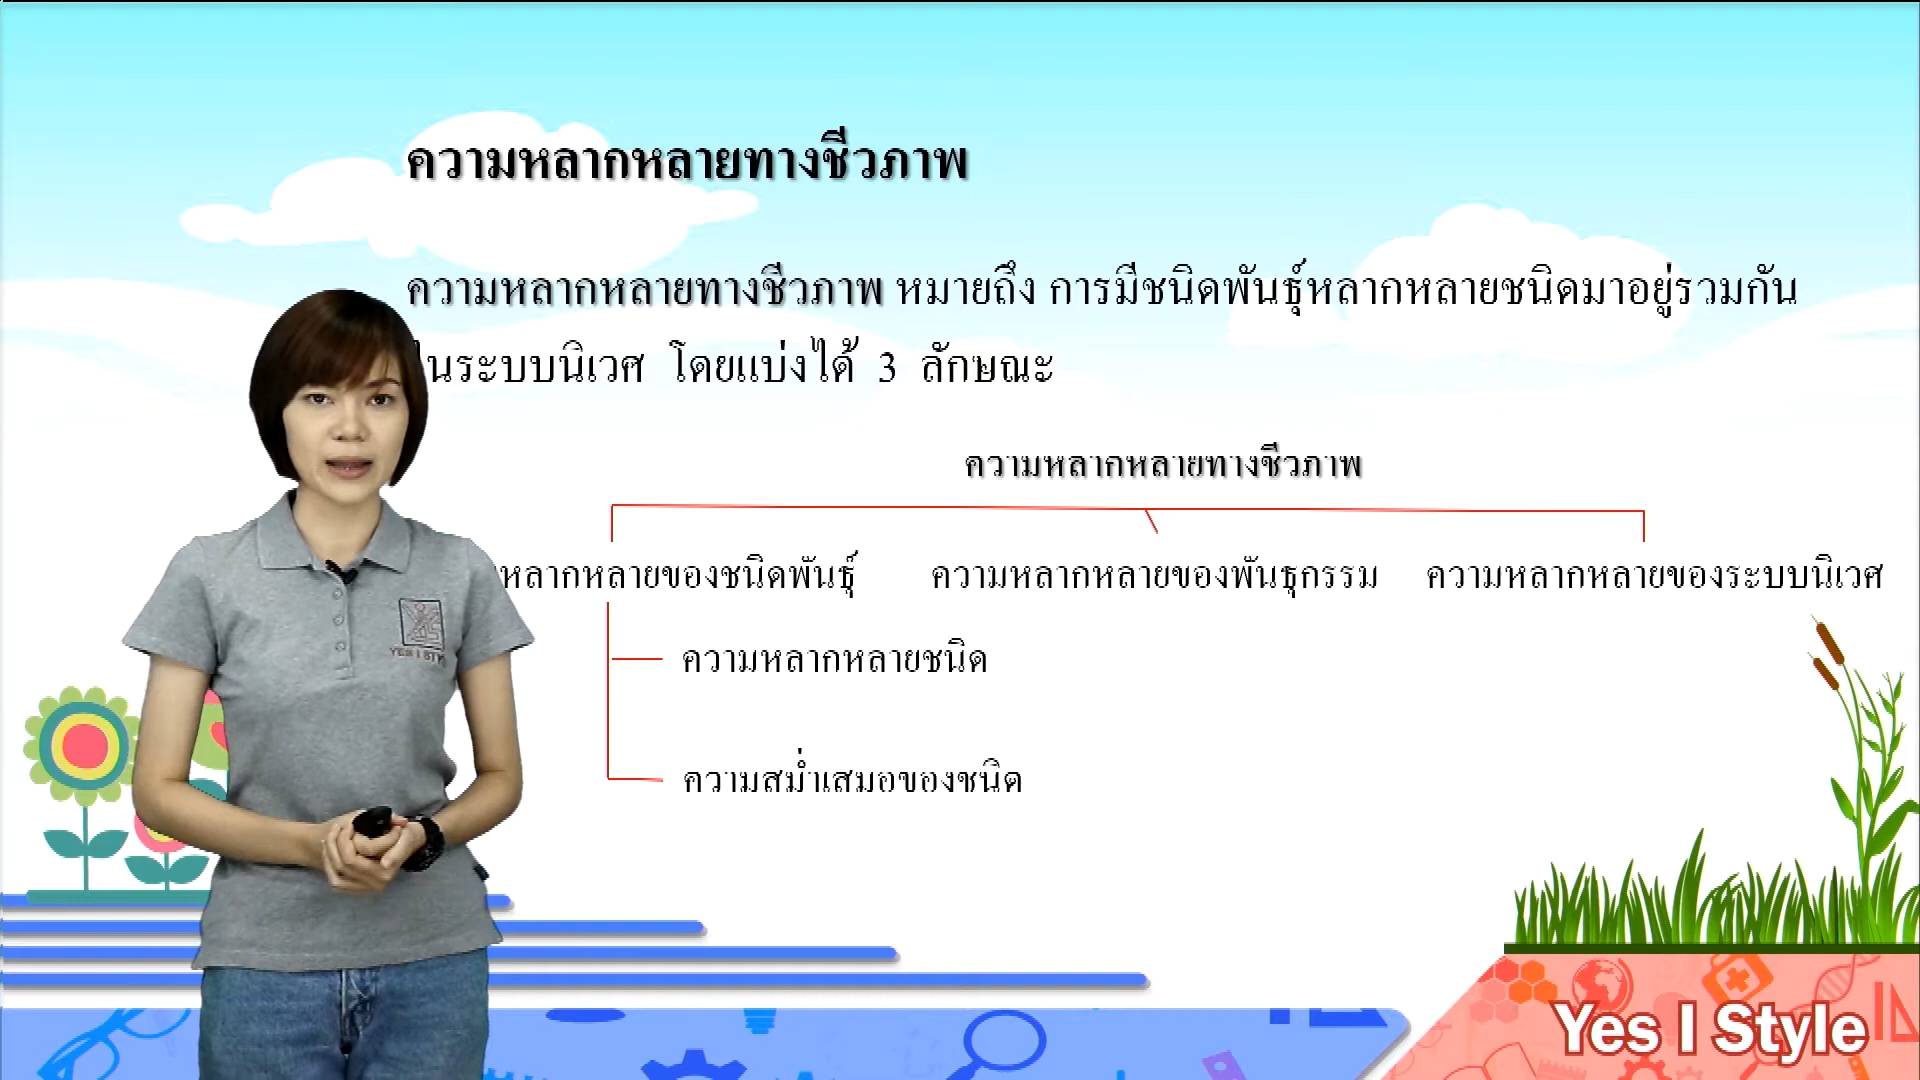 ความหลากหลายทางชีวภาพ
ความหลากหลายทางชีวภาพ หมายถึง การมีชนิดพันธุ์หลากหลายชนิดมาอยู่รวมกัน
ในระบบนิเวศ โดยแบ่งได้ 3 ลักษณะ
ความหลากหลายทางชีวภาพ
หลากหลายของชนิดพันธุ์ ความหลากหลายของพันธุกรรม ความหลากหลายของระบบนิเวศ
ความหลากหลายชนิด
ความสม่ำเสมอของชนิด
YES I STYL
Yes I Style